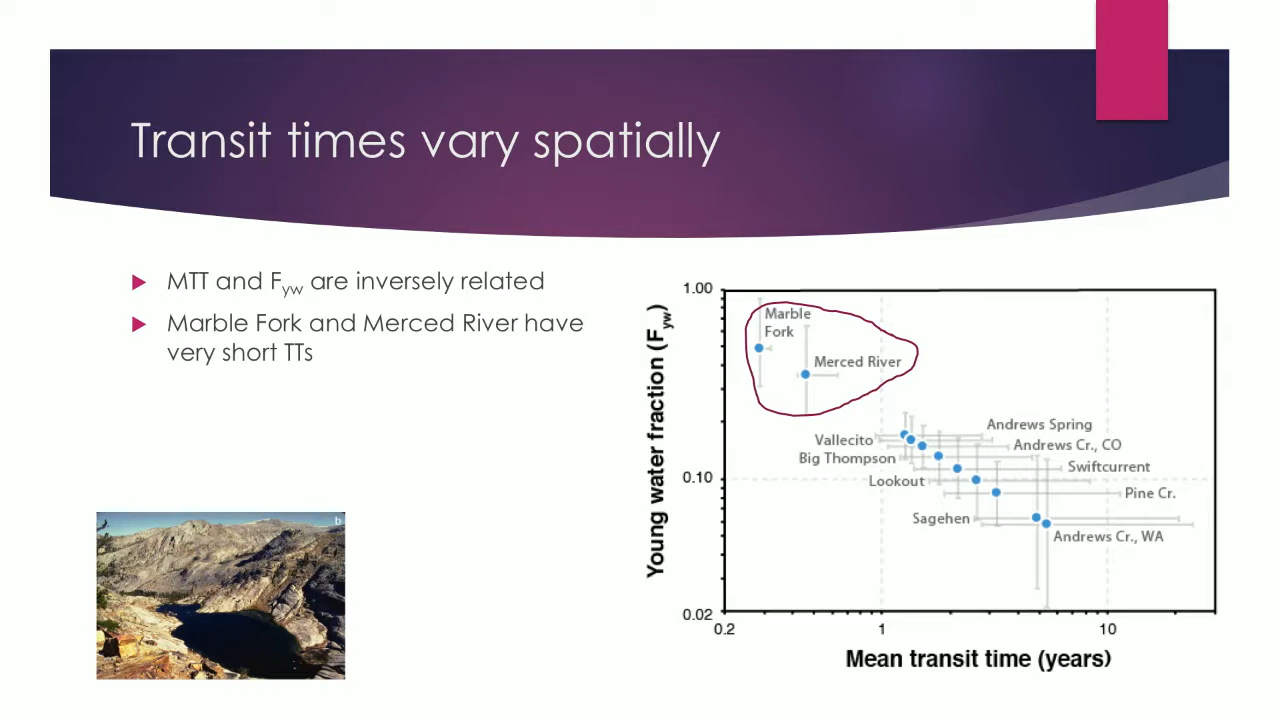 Transit times vary spatially
MTT and Fyw are inversely related
Marble Fork and Merced River have
very short TTs
b
Young water fraction (Fyw)
1.00
0.10
0.02
Marble
Fork
Merced River
Andrews Spring
Vallecito
Andrews Cr., CO
Big Thompson
Swiftcurrent
Lookout
Pine Cr.
Sagehen
Andrews Cr., WA
0.2
1
10
Mean transit time (years)